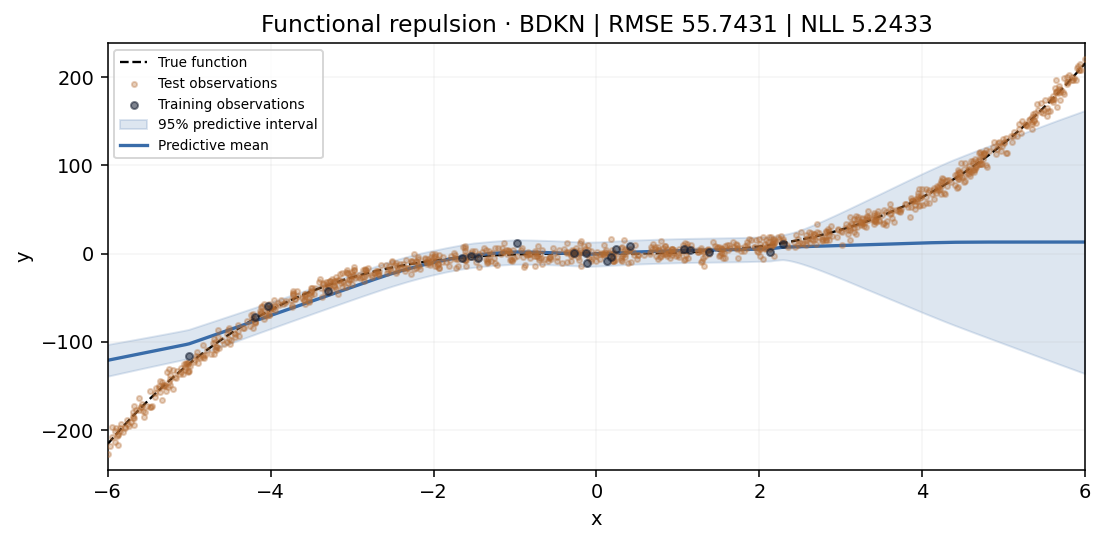 Functional repulsion · BDKN | RMSE 55.7431 | NLL 5.2433
True function
Test observations
Training observations
95% predictive interval
Predictive mean
200
100
0
−100
−200
y
−6 −4 −2 0 2 4 6
x